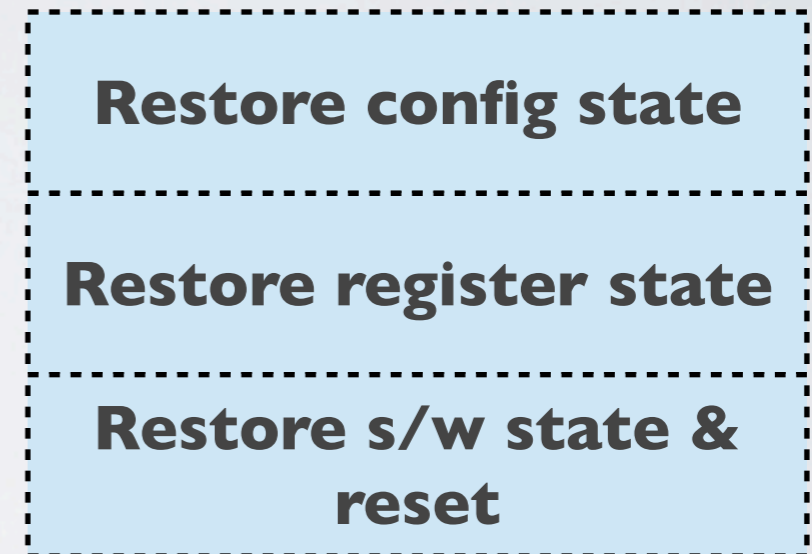 Restore config state
Restore register state
Restore s/w state &
reset